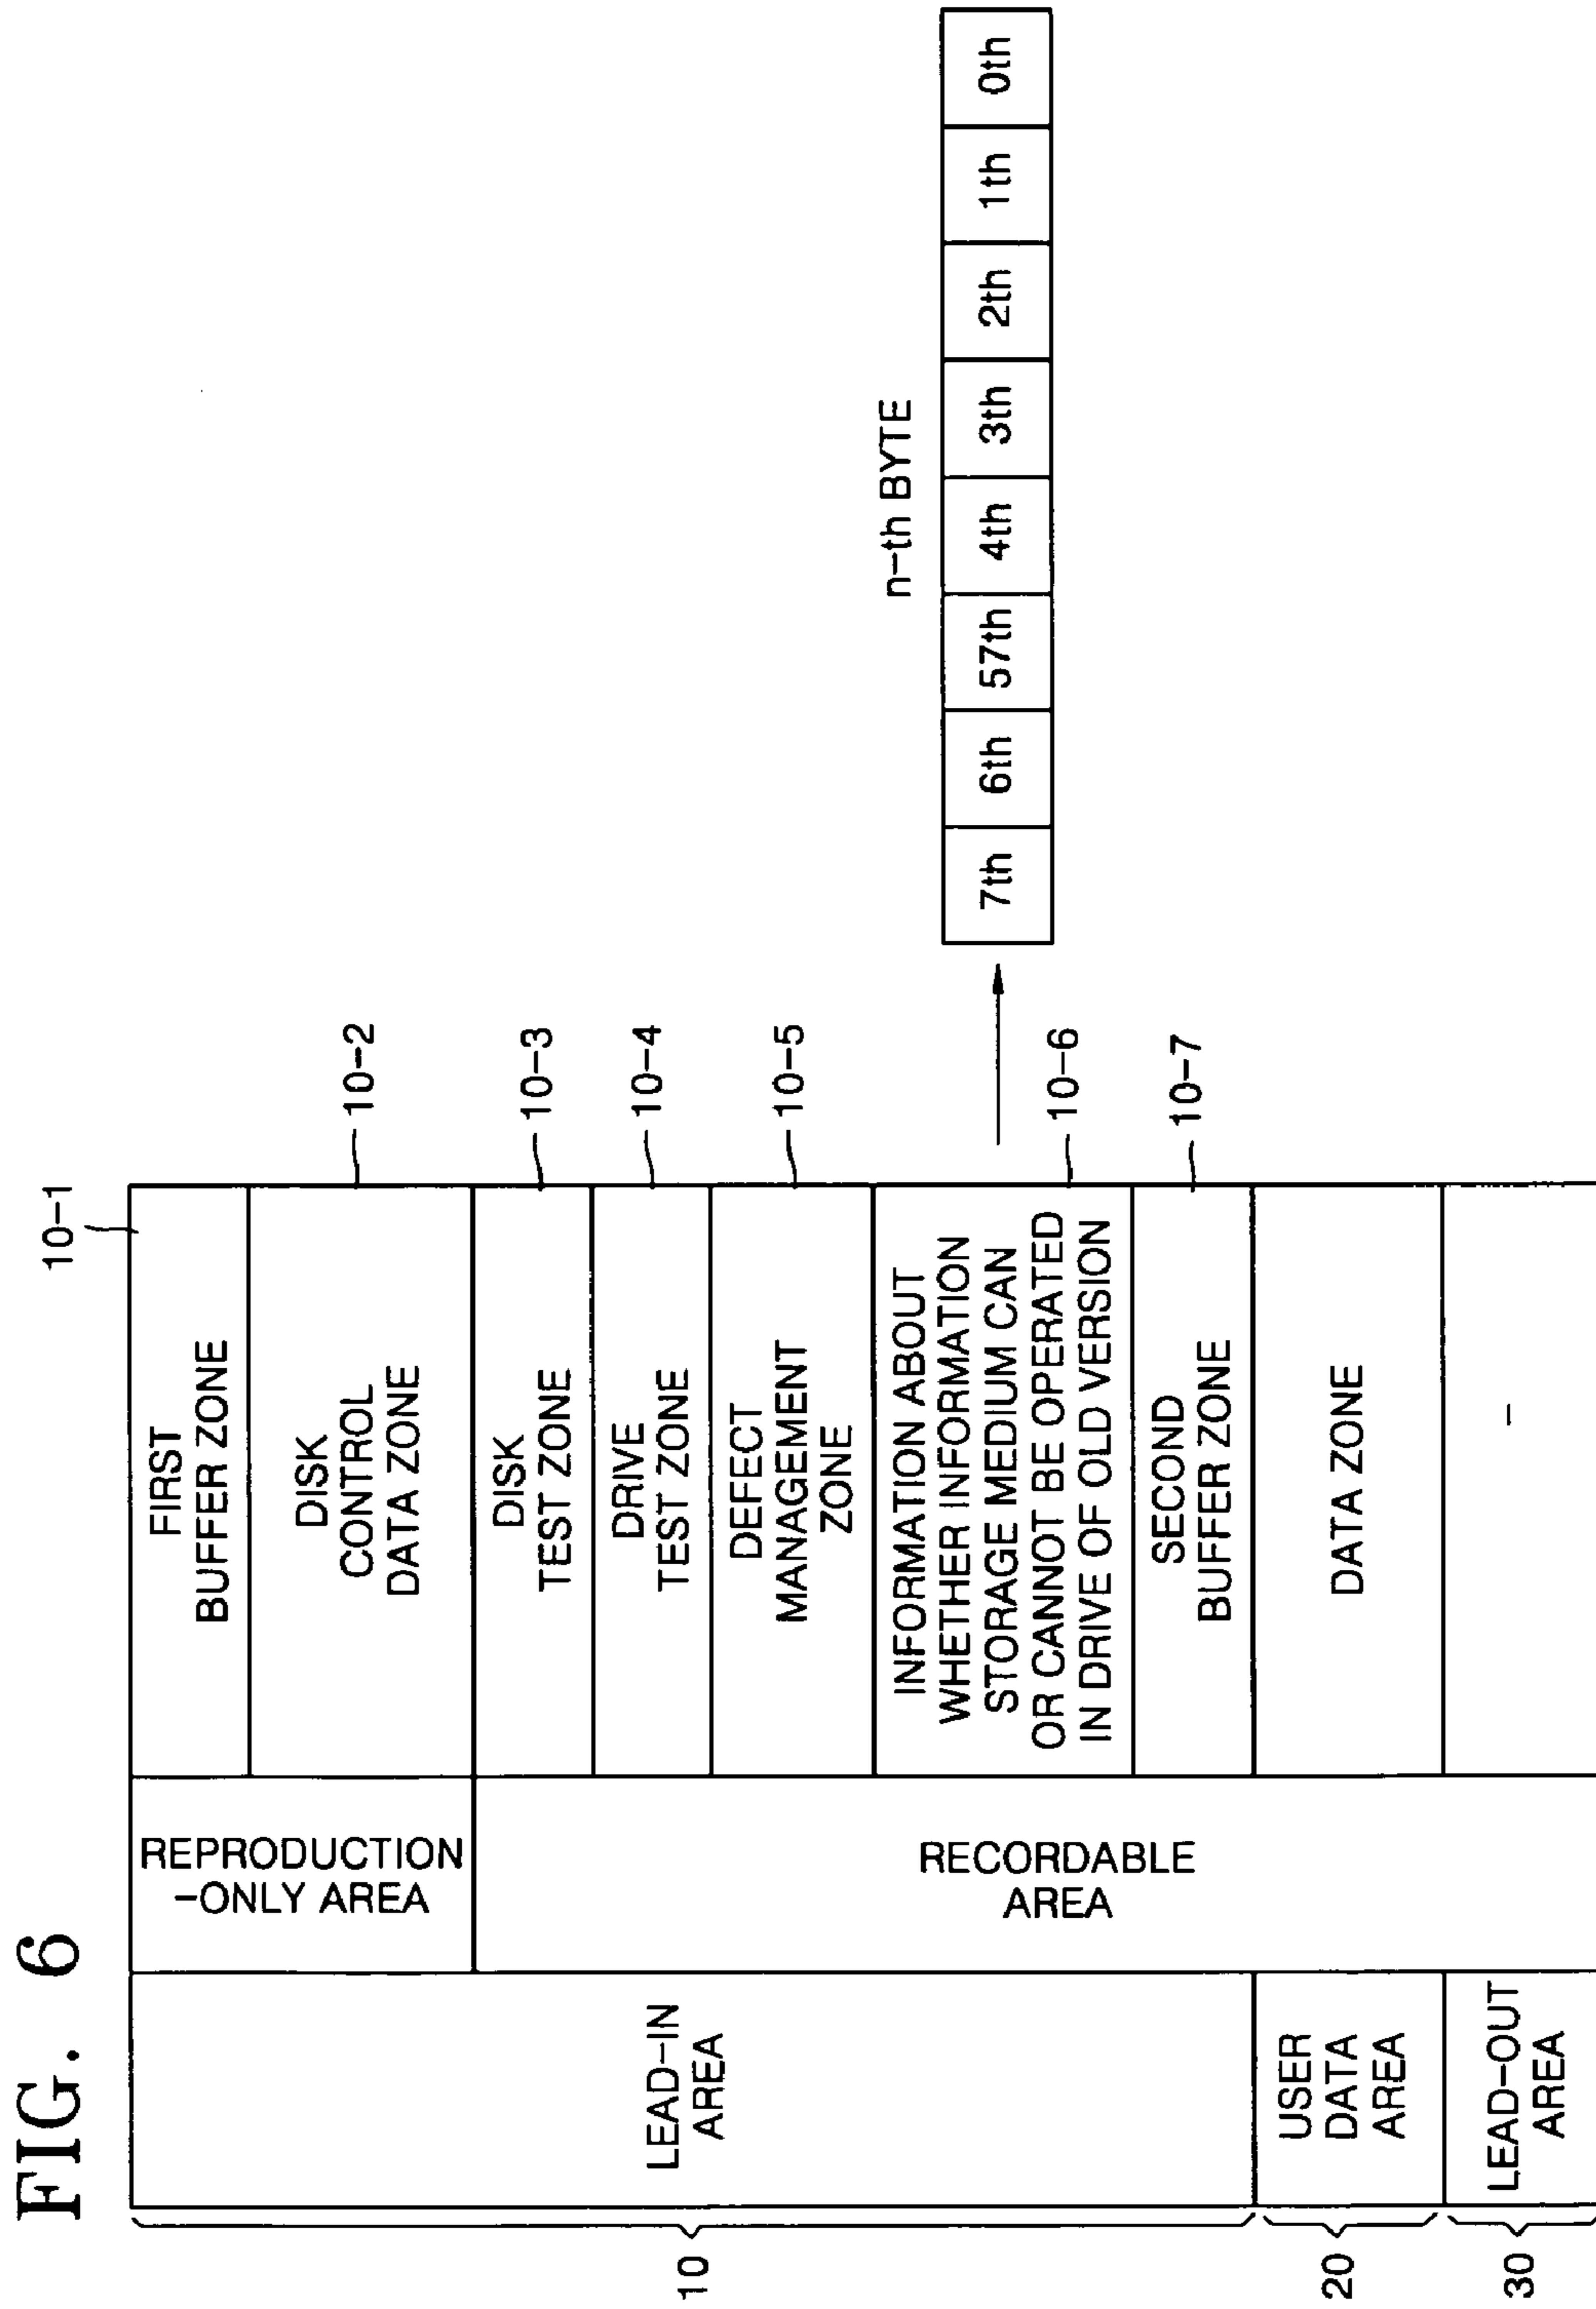 FIG. 6
10
20
30
LEAD-IN
AREA
USER
DATA
AREA
LEAD-OUT
AREA
REPRODUCTION
-ONLY AREA
RECORDABLE
AREA
FIRST
BUFFER ZONE
DISK
CONTROL
DATA ZONE
DISK
TEST ZONE
DRIVE
TEST ZONE
DEFECT
MANAGEMENT
ZONE
INFORMATION ABOUT
WHETHER INFORMATION
STORAGE MEDIUM CAN
OR CANNOT BE OPERATED
IN DRIVE OF OLD VERSION
SECOND
BUFFER ZONE
DATA ZONE
-
10-1
10-2
10-3
10-4
10-5
10-6
10-7
n-th BYTE
7th 6th 57th 4th 3th 2th 1th 0th